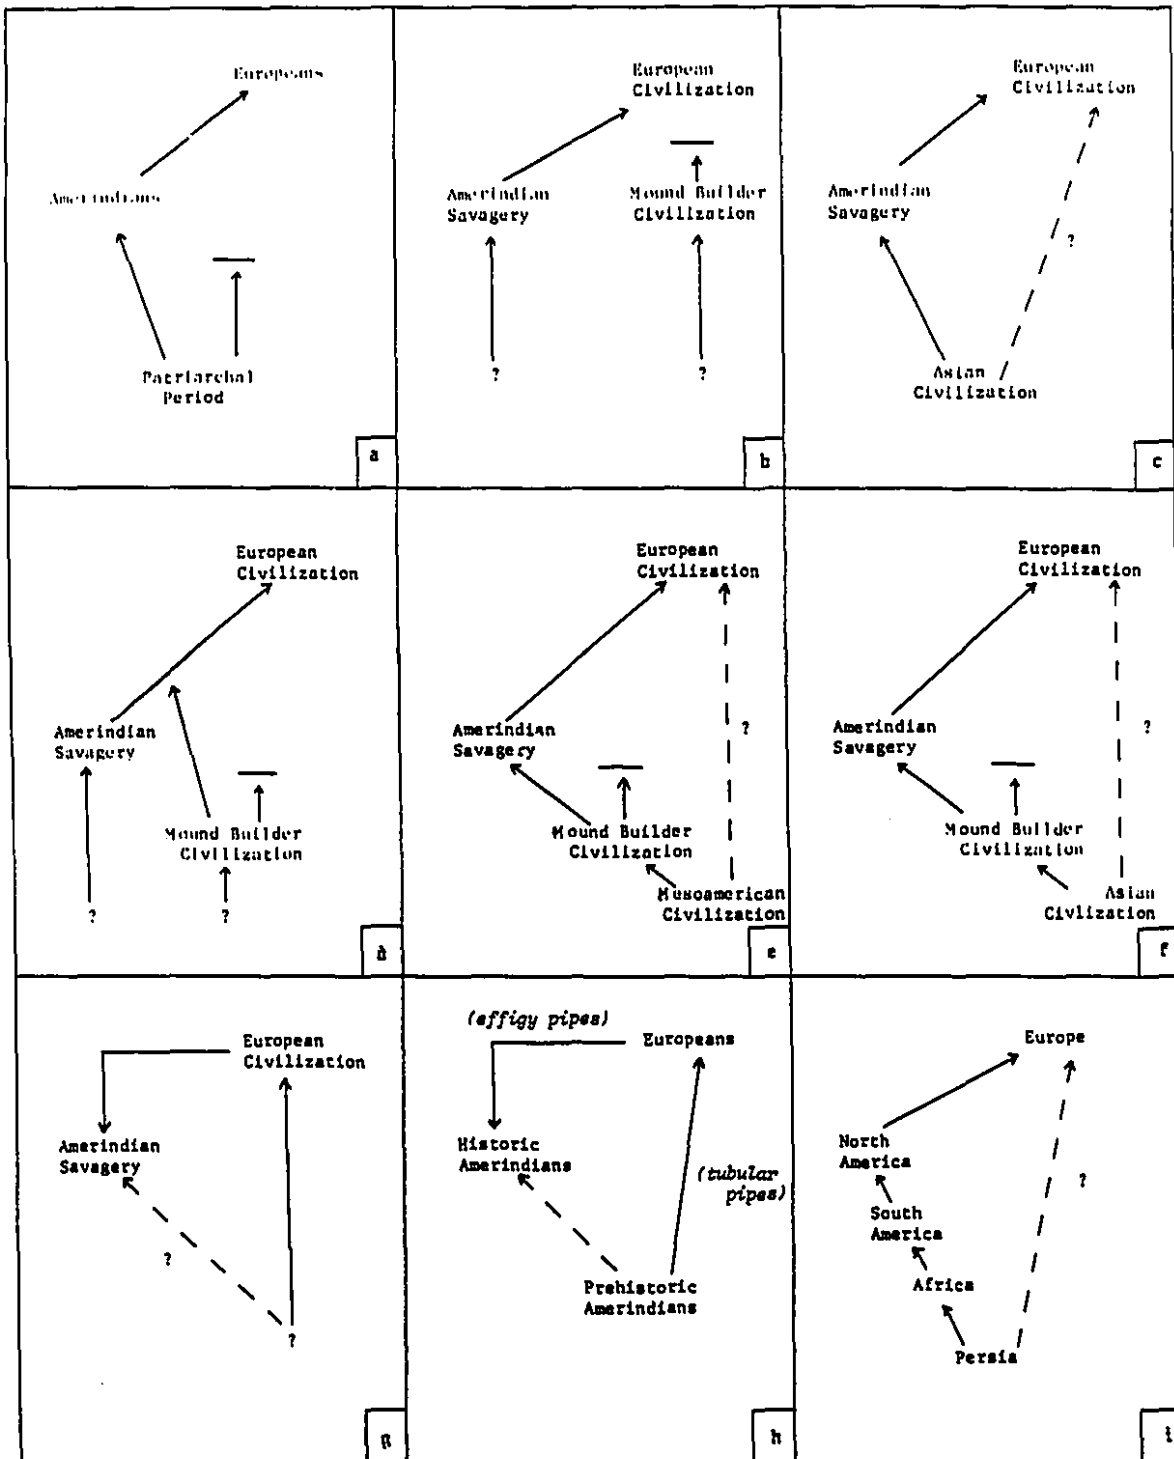 Europeans
Amerindians
Patriarchal
Period
a
European
Civilization
Amerindian
Savagery
Mound Builder
Civilization
?
?
b
European
Civilization
Amerindian
Savagery
?
Asian
Civilization
c
European
Civilization
Amerindian
Savagery
Mound Builder
Civilization
?
?
d
European
Civilization
Amerindian
Savagery
?
Mound Builder
Civilization
Mesoamerican
Civilization
e
European
Civilization
Amerindian
Savagery
?
Mound Builder
Civilization
Asian
Civlization
f
European
Civilization
Amerindian
Savagery
?
?
g
(effigy pipes)
Europeans
Historic
Amerindians
(tubular
pipes)
Prehistoric
Amerindians
h
Europe
North
America
?
South
America
Africa
Persia
i